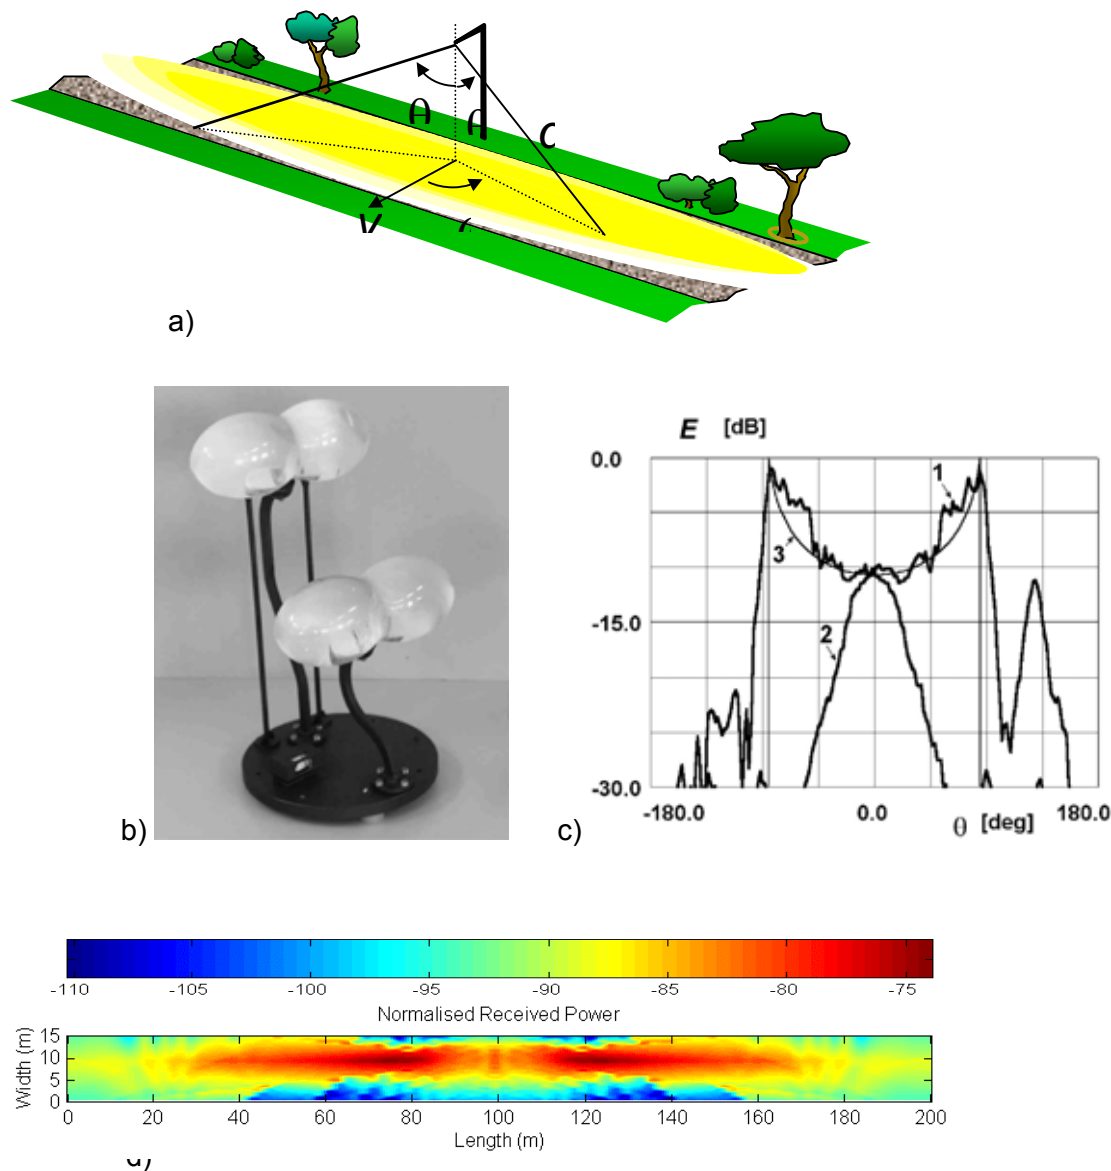 a)
b)
c)
E [dB]
0.0
-15.0
-30.0
1
3
2
-180.0 0.0 θ [deg] 180.0
-110 -105 -100 -95 -90 -85 -80 -75
Normalised Received Power
Width (m)
15
10
5
0
0 20 40 60 80 100 120 140 160 180 200
Length (m)